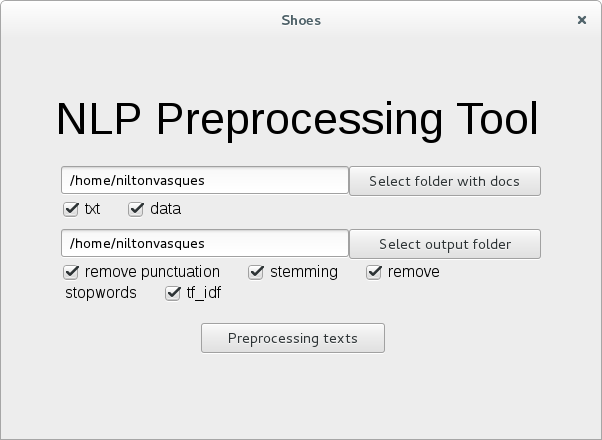 Shoes
NLP Preprocessing Tool
/home/niltonvasques Select folder with docs
txt data
/home/niltonvasques Select output folder
remove punctuation stemming remove
stopwords tf_idf
Preprocessing texts